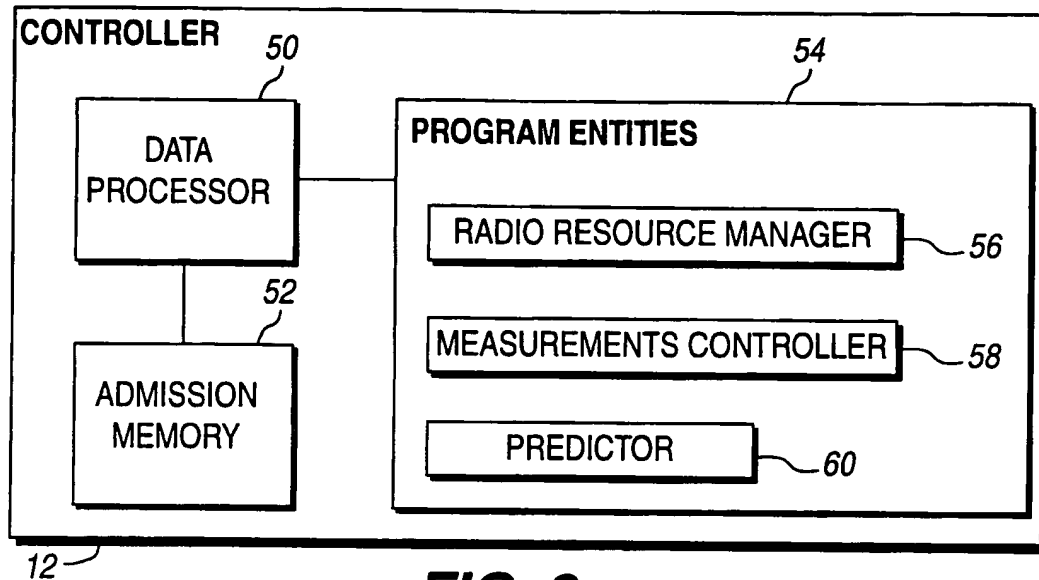 CONTROLLER
50
54
DATA
PROCESSOR
PROGRAM ENTITIES
RADIO RESOURCE MANAGER
56
52
MEASUREMENTS CONTROLLER
58
ADMISSION
MEMORY
PREDICTOR
60
12